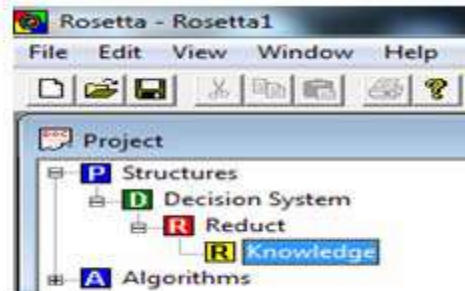 Rosetta - Rosetta1
File Edit View Window Help
Project
P Structures
D Decision System
R Reduct
R Knowledge
A Algorithms